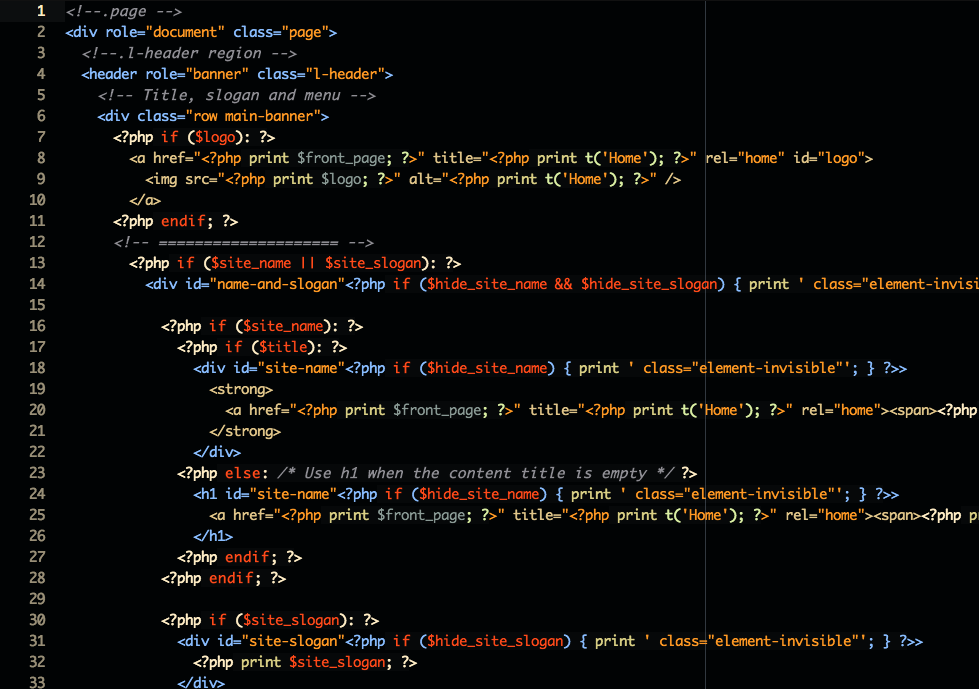 1 <!--.page -->
2 <div role="document" class="page">
3 <!--.l-header region -->
4 <header role="banner" class="l-header">
5 <!-- Title, slogan and menu -->
6 <div class="row main-banner">
7 <?php if ($logo): ?>
8 <a href="<?php print $front_page; ?>" title="<?php print t('Home'); ?>" rel="home" id="logo">
9 <img src="<?php print $logo; ?>" alt="<?php print t('Home'); ?>" />
10 </a>
11 <?php endif; ?>
12 <!-- ==================== -->
13 <?php if ($site_name || $site_slogan): ?>
14 <div id="name-and-slogan"<?php if ($hide_site_name && $hide_site_slogan) { print ' class="element-invisi
15
16 <?php if ($site_name): ?>
17 <?php if ($title): ?>
18 <div id="site-name"<?php if ($hide_site_name) { print ' class="element-invisible"'; } ?>>
19 <strong>
20 <a href="<?php print $front_page; ?>" title="<?php print t('Home'); ?>" rel="home"><span><?php
21 </strong>
22 </div>
23 <?php else: /* Use h1 when the content title is empty */ ?>
24 <h1 id="site-name"<?php if ($hide_site_name) { print ' class="element-invisible"'; } ?>>
25 <a href="<?php print $front_page; ?>" title="<?php print t('Home'); ?>" rel="home"><span><?php p
26 </h1>
27 <?php endif; ?>
28 <?php endif; ?>
29
30 <?php if ($site_slogan): ?>
31 <div id="site-slogan"<?php if ($hide_site_slogan) { print ' class="element-invisible"'; } ?>>
32 <?php print $site_slogan; ?>
33 </div>